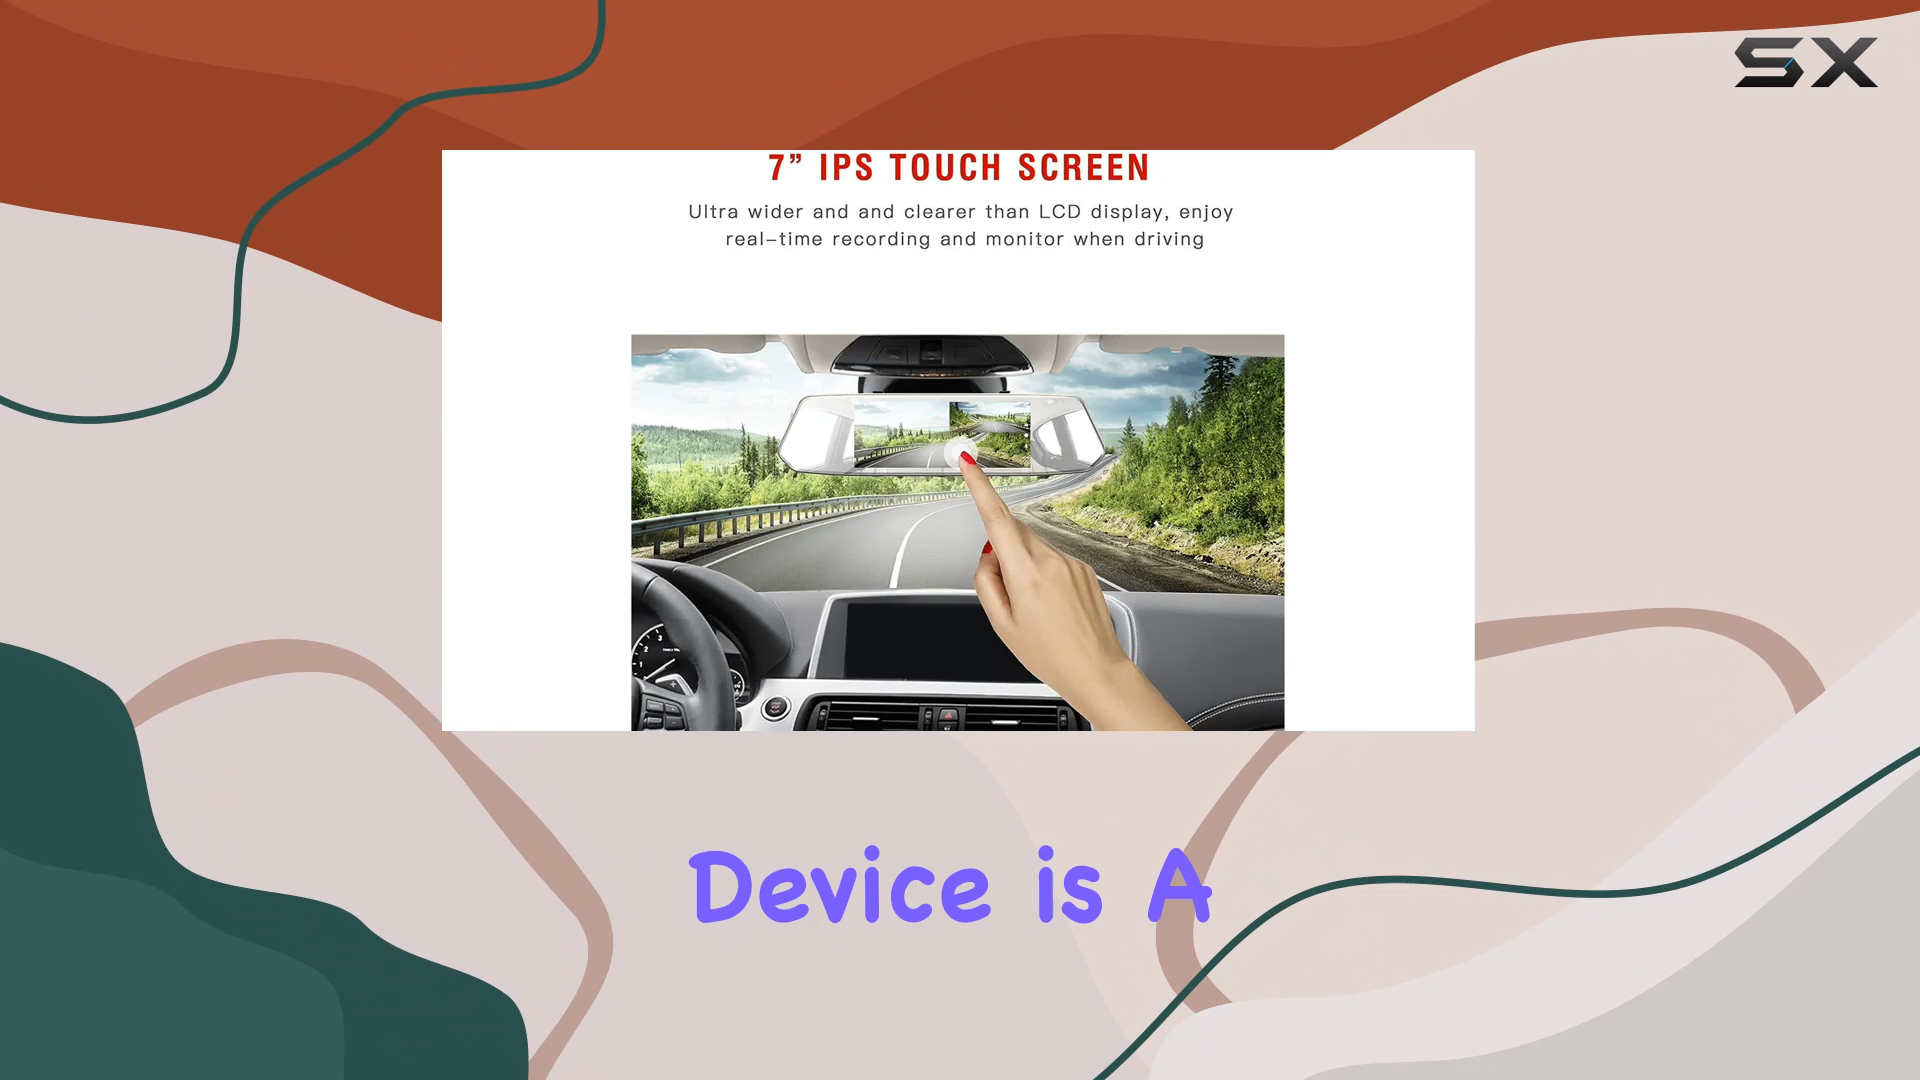 SX
7” IPS TOUCH SCREEN
Ultra wider and and clearer than LCD display, enjoy
real-time recording and monitor when driving
Device is A